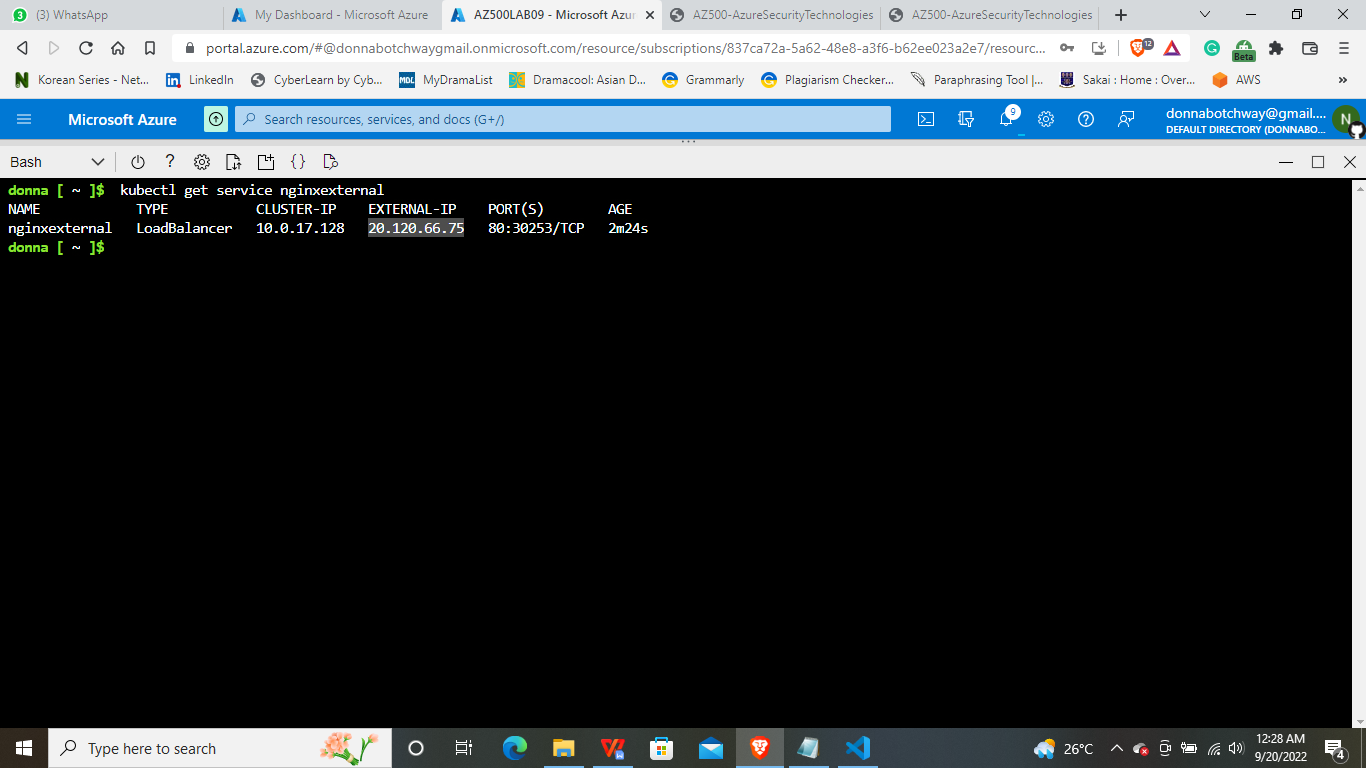 (3) WhatsApp
My Dashboard - Microsoft Azure
AZ500LAB09 - Microsoft Azur
AZ500-AzureSecurityTechnologies
AZ500-AzureSecurityTechnologies
portal.azure.com/#@donnabotchwaygmail.onmicrosoft.com/resource/subscriptions/837ca72a-5a62-48e8-a3f6-b62ee023a2e7/resourc...
12
Beta
Korean Series - Net...
LinkedIn
CyberLearn by Cyb...
MDL MyDramaList
Dramacool: Asian D...
Grammarly
Plagiarism Checker...
Paraphrasing Tool |...
Sakai : Home : Over...
AWS
»
Microsoft Azure
Search resources, services, and docs (G+/)
9
donnabotchway@gmail....
DEFAULT DIRECTORY (DONNABO...
N
Bash
donna [ ~ ]$ kubectl get service nginxexternal
NAME TYPE CLUSTER-IP EXTERNAL-IP PORT(S) AGE
nginxexternal LoadBalancer 10.0.17.128 20.120.66.75 80:30253/TCP 2m24s
donna [ ~ ]$
Type here to search
26°C
12:28 AM
9/20/2022
4